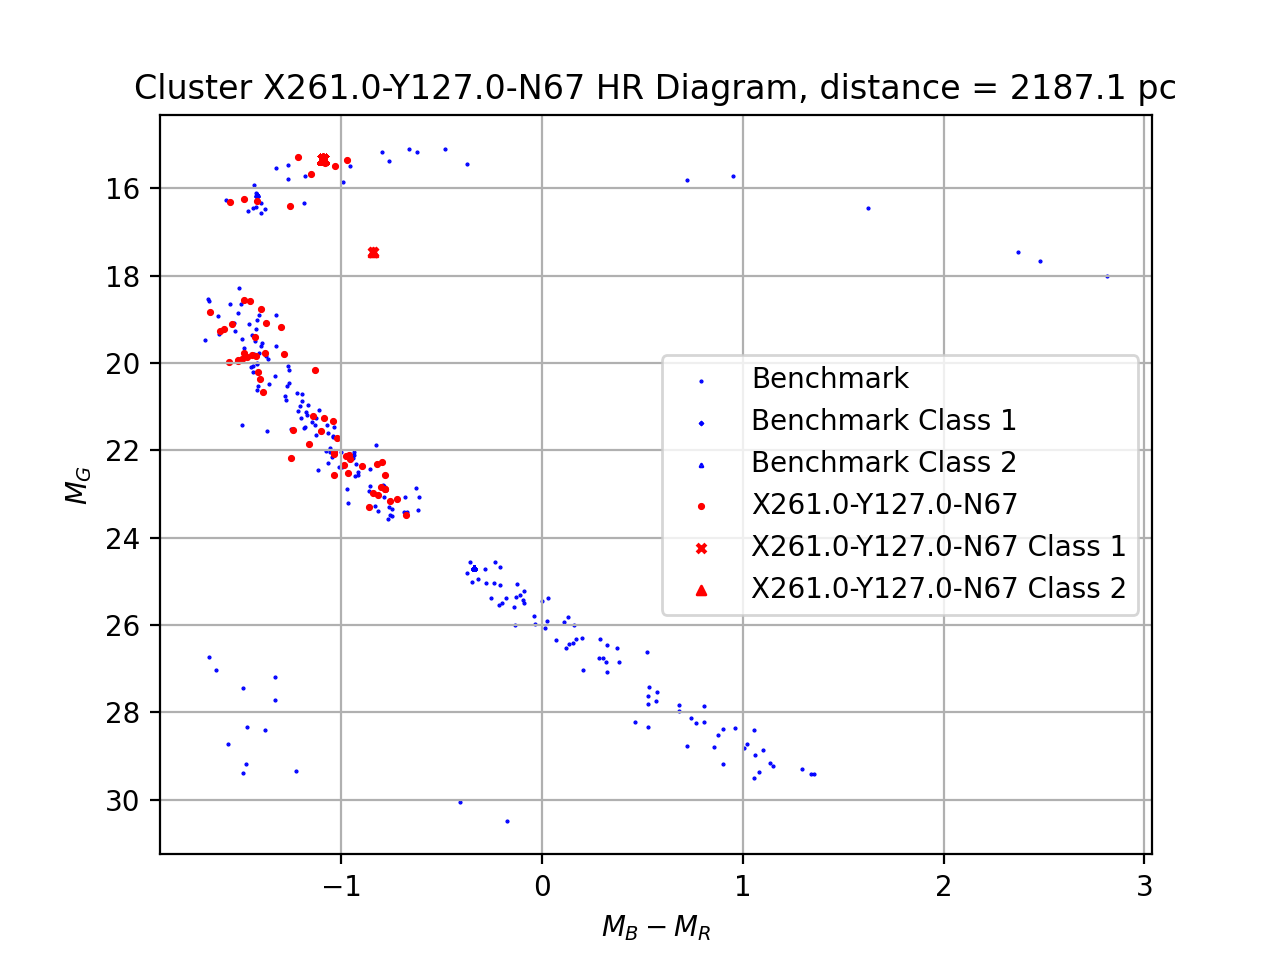 Cluster X261.0-Y127.0-N67 HR Diagram, distance = 2187.1 pc
16
18
20
22
24
26
28
30
M_G
Benchmark
Benchmark Class 1
Benchmark Class 2
X261.0-Y127.0-N67
X261.0-Y127.0-N67 Class 1
X261.0-Y127.0-N67 Class 2
−1 0 1 2 3
M_B − M_R